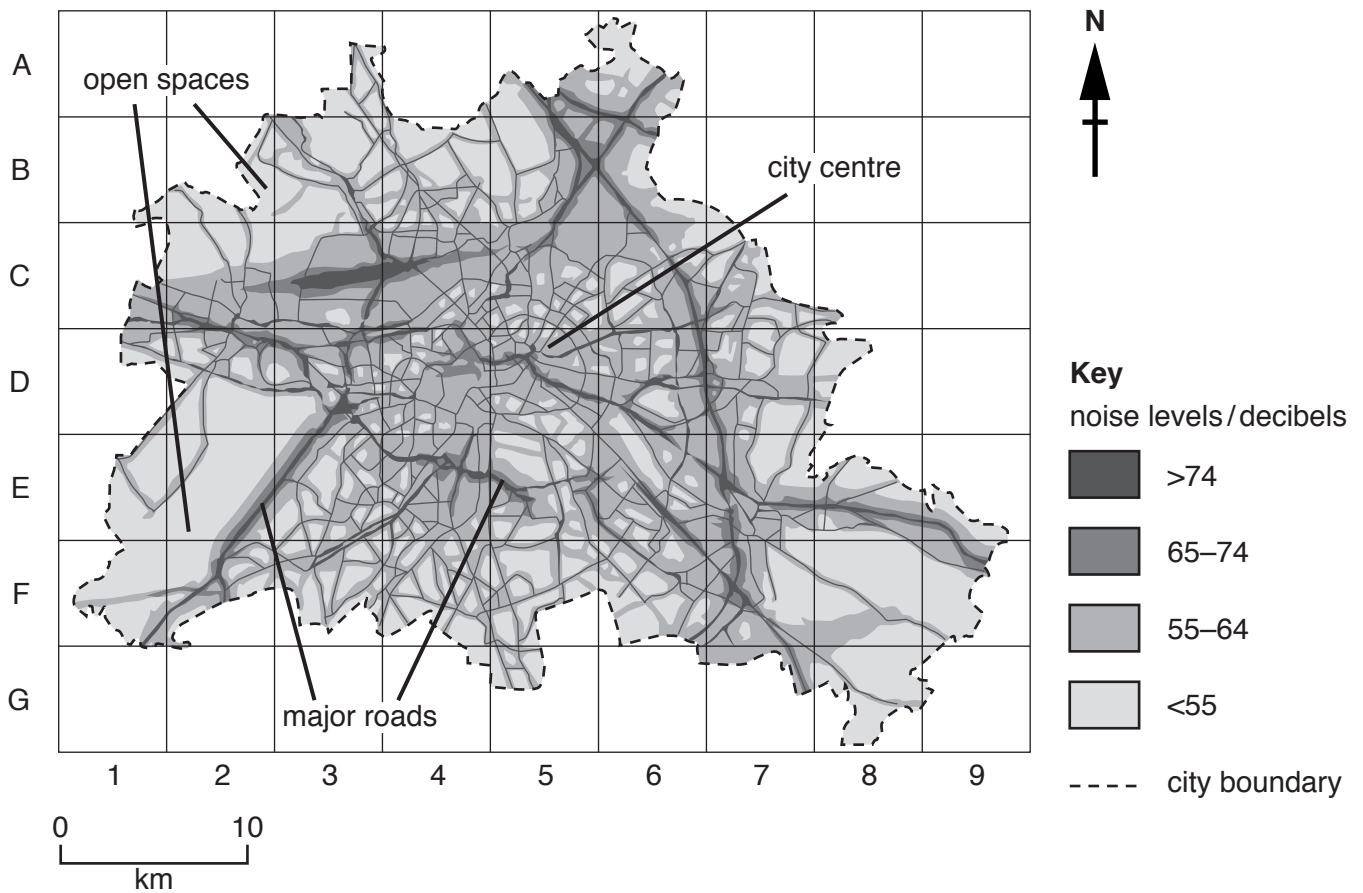 A
B
C
D
E
F
G
1 2 3 4 5 6 7 8 9
open spaces
city centre
major roads
0 10
km
N
Key
noise levels / decibels
>74
65–74
55–64
<55
city boundary